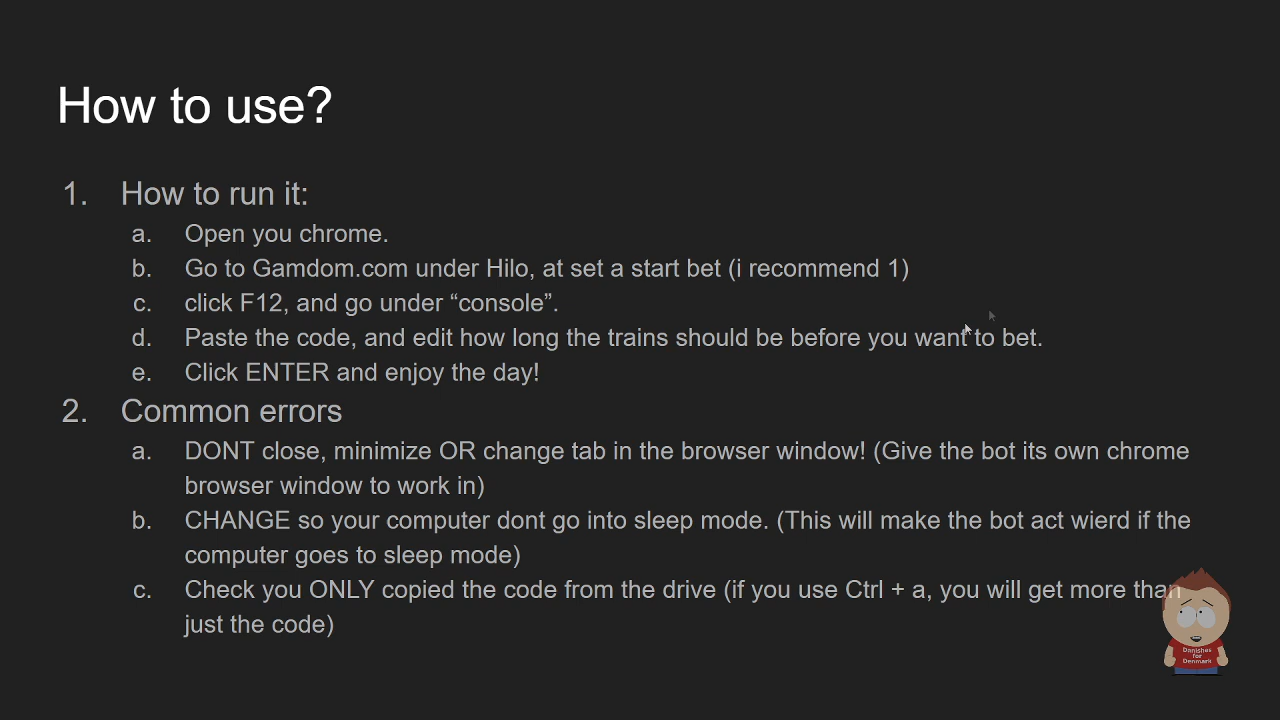 How to use?
1. How to run it:
a. Open you chrome.
b. Go to Gamdom.com under Hilo, at set a start bet (i recommend 1)
c. click F12, and go under “console”.
d. Paste the code, and edit how long the trains should be before you want to bet.
e. Click ENTER and enjoy the day!
2. Common errors
a. DONT close, minimize OR change tab in the browser window! (Give the bot its own chrome
browser window to work in)
b. CHANGE so your computer dont go into sleep mode. (This will make the bot act wierd if the
computer goes to sleep mode)
c. Check you ONLY copied the code from the drive (if you use Ctrl + a, you will get more than
just the code)
Danishes
for
Denmark